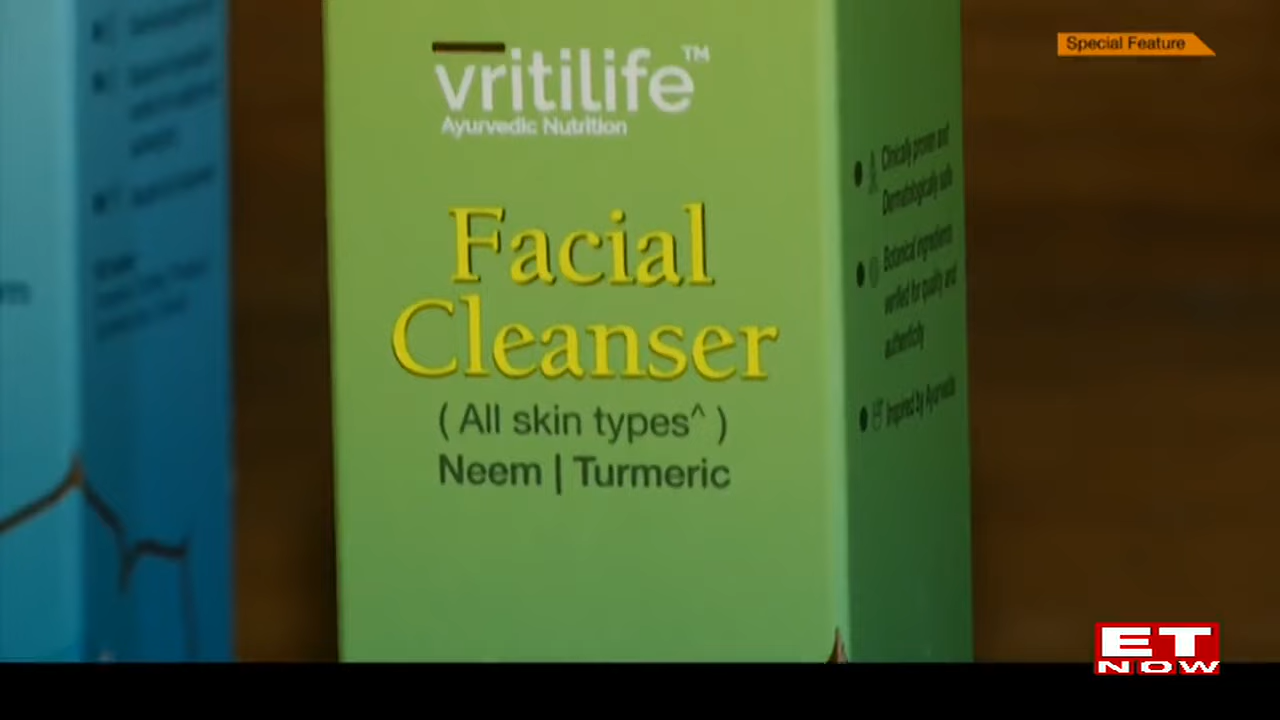 Special Feature
vritilife™
Ayurvedic Nutrition
Facial
Cleanser
( All skin types^ )
Neem | Turmeric
Clinically proven and
Dermatologically safe
Botanical ingredients
verified for quality and
authenticity
Inspired by Ayurveda
ET
NOW